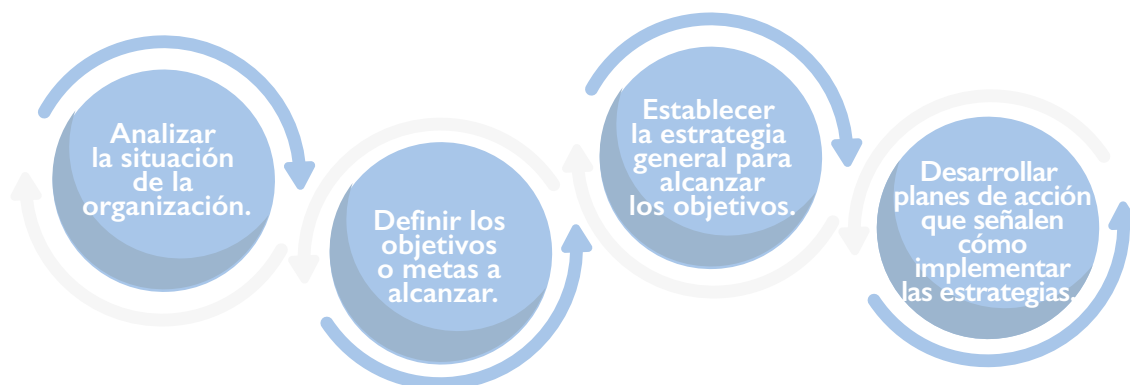 Analizar
la situación
de la
organización.
Definir los
objetivos
o metas a
alcanzar.
Establecer
la estrategia
general para
alcanzar
los objetivos.
Desarrollar
planes de acción
que señalen
cómo
implementar
las estrategias.